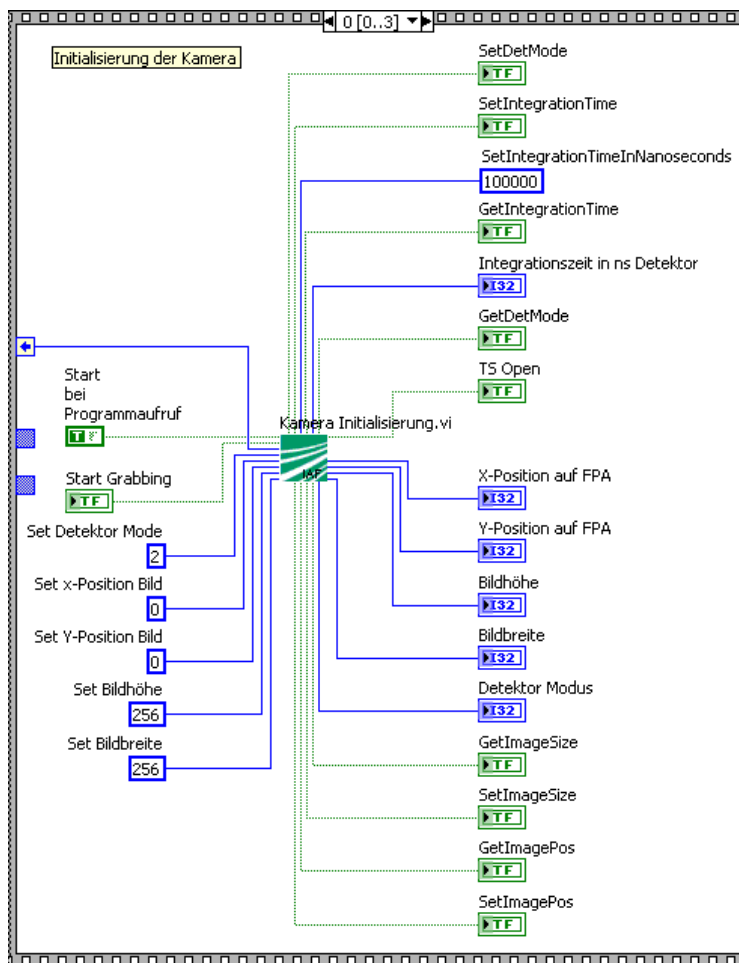 0 [0..3]
Initialisierung der Kamera
SetDetMode
TF
SetIntegrationTime
TF
SetIntegrationTimeInNanoseconds
100000
GetIntegrationTime
TF
Integrationszeit in ns Detektor
I32
GetDetMode
TF
TS Open
TF
Start
bei
Programmaufruf
T F
Kamera Initialisierung.vi
IAF
Start Grabbing
TF
Set Detektor Mode
2
Set x-Position Bild
0
Set Y-Position Bild
0
Set Bildhöhe
256
Set Bildbreite
256
X-Position auf FPA
I32
Y-Position auf FPA
I32
Bildhöhe
I32
Bildbreite
I32
Detektor Modus
I32
GetImageSize
TF
SetImageSize
TF
GetImagePos
TF
SetImagePos
TF